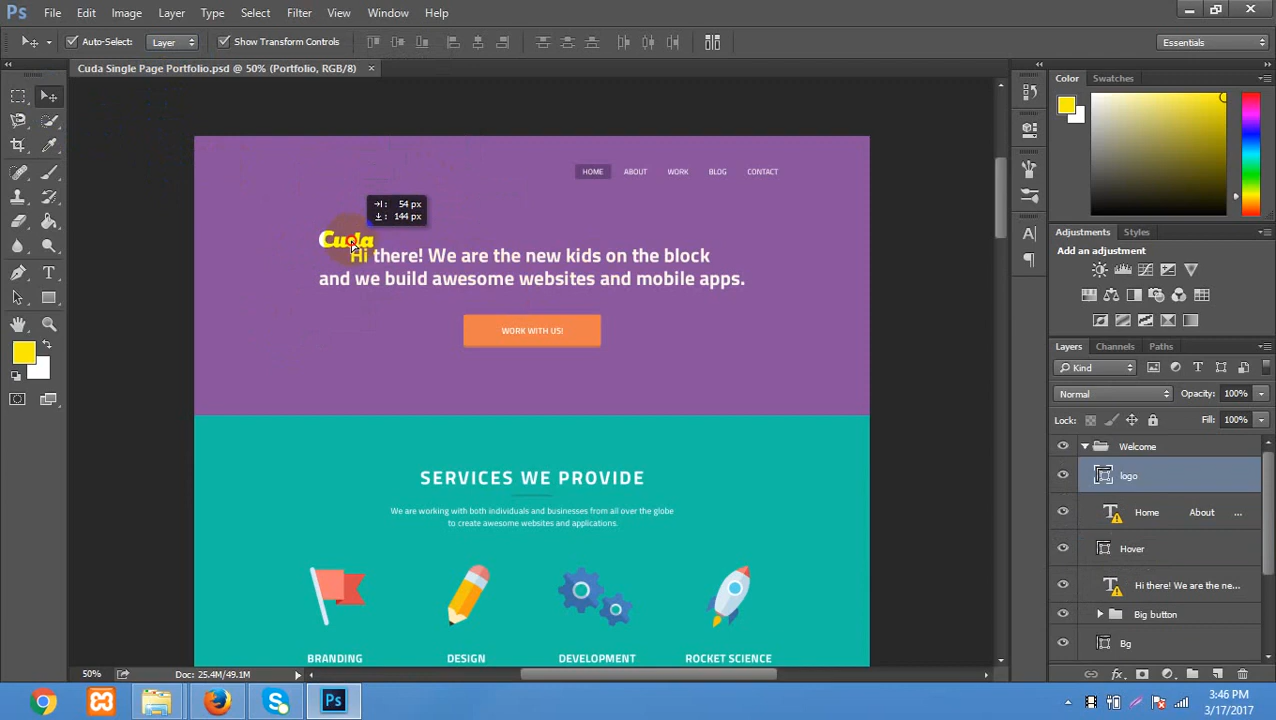 Ps File Edit Image Layer Type Select Filter View Window Help
Auto-Select: Layer Show Transform Controls Essentials
Cuda Single Page Portfolio.psd @ 50% (Portfolio, RGB/8) ×
Color Swatches
HOME ABOUT WORK BLOG CONTACT
54 px
144 px
Cuda
Hi there! We are the new kids on the block
and we build awesome websites and mobile apps.
WORK WITH US!
SERVICES WE PROVIDE
We are working with both individuals and businesses from all over the globe
to create awesome websites and applications.
BRANDING DESIGN DEVELOPMENT ROCKET SCIENCE
Adjustments Styles
Add an adjustment
Layers Channels Paths
Kind
Normal Opacity: 100%
Lock: Fill: 100%
Welcome
logo
Home About ...
Hover
Hi there! We are the ne...
Big button
Bg
50% Doc: 25.4M/49.1M
Ps
3:46 PM
3/17/2017